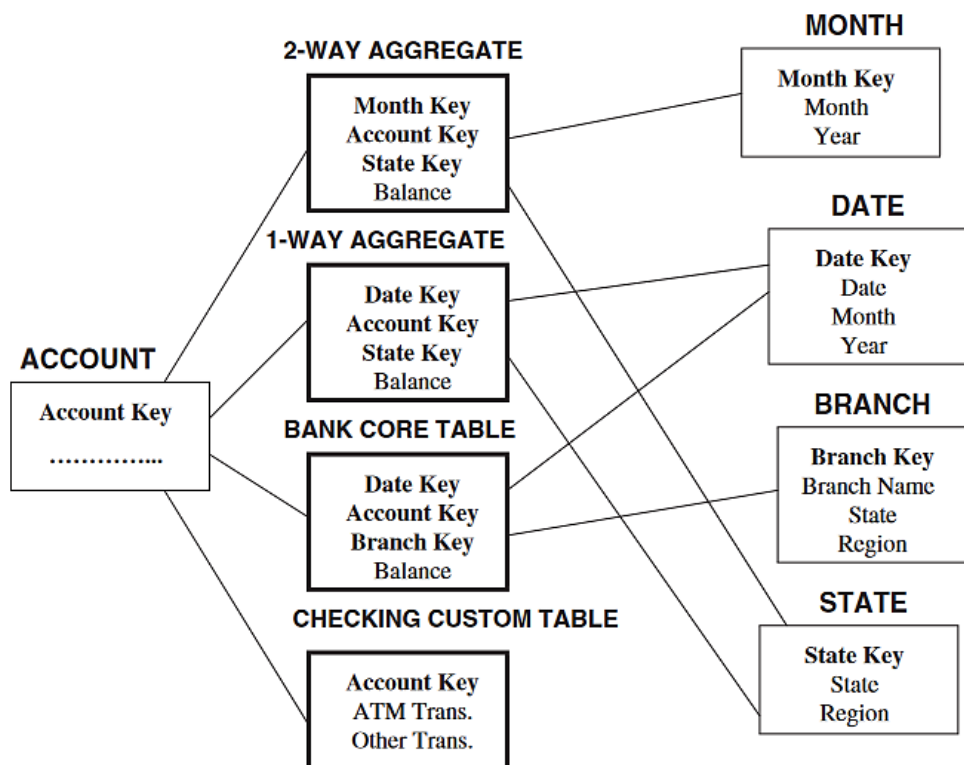 2-WAY AGGREGATE
Month Key
Account Key
State Key
Balance
1-WAY AGGREGATE
Date Key
Account Key
State Key
Balance
ACCOUNT
Account Key
................
BANK CORE TABLE
Date Key
Account Key
Branch Key
Balance
CHECKING CUSTOM TABLE
Account Key
ATM Trans.
Other Trans.
MONTH
Month Key
Month
Year
DATE
Date Key
Date
Month
Year
BRANCH
Branch Key
Branch Name
State
Region
STATE
State Key
State
Region